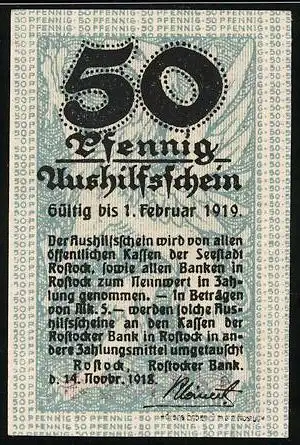 50
Pfennig
Aushilfsschein
Gültig bis 1. Februar 1919.
Der Aushilfsschein wird von allen
öffentlichen Kassen der Seestadt
Rostock, sowie allen Banken in
Rostock zum Nennwert in Zah-
lung genommen. — In Beträgen
von Mk. 5.— werden solche Aus-
hilfsscheine an den Kassen der
Rostocker Bank in Rostock in an-
dere Zahlungsmittel umgetauscht
Rostock, Rostocker Bank.
d. 14. Novbr. 1918.